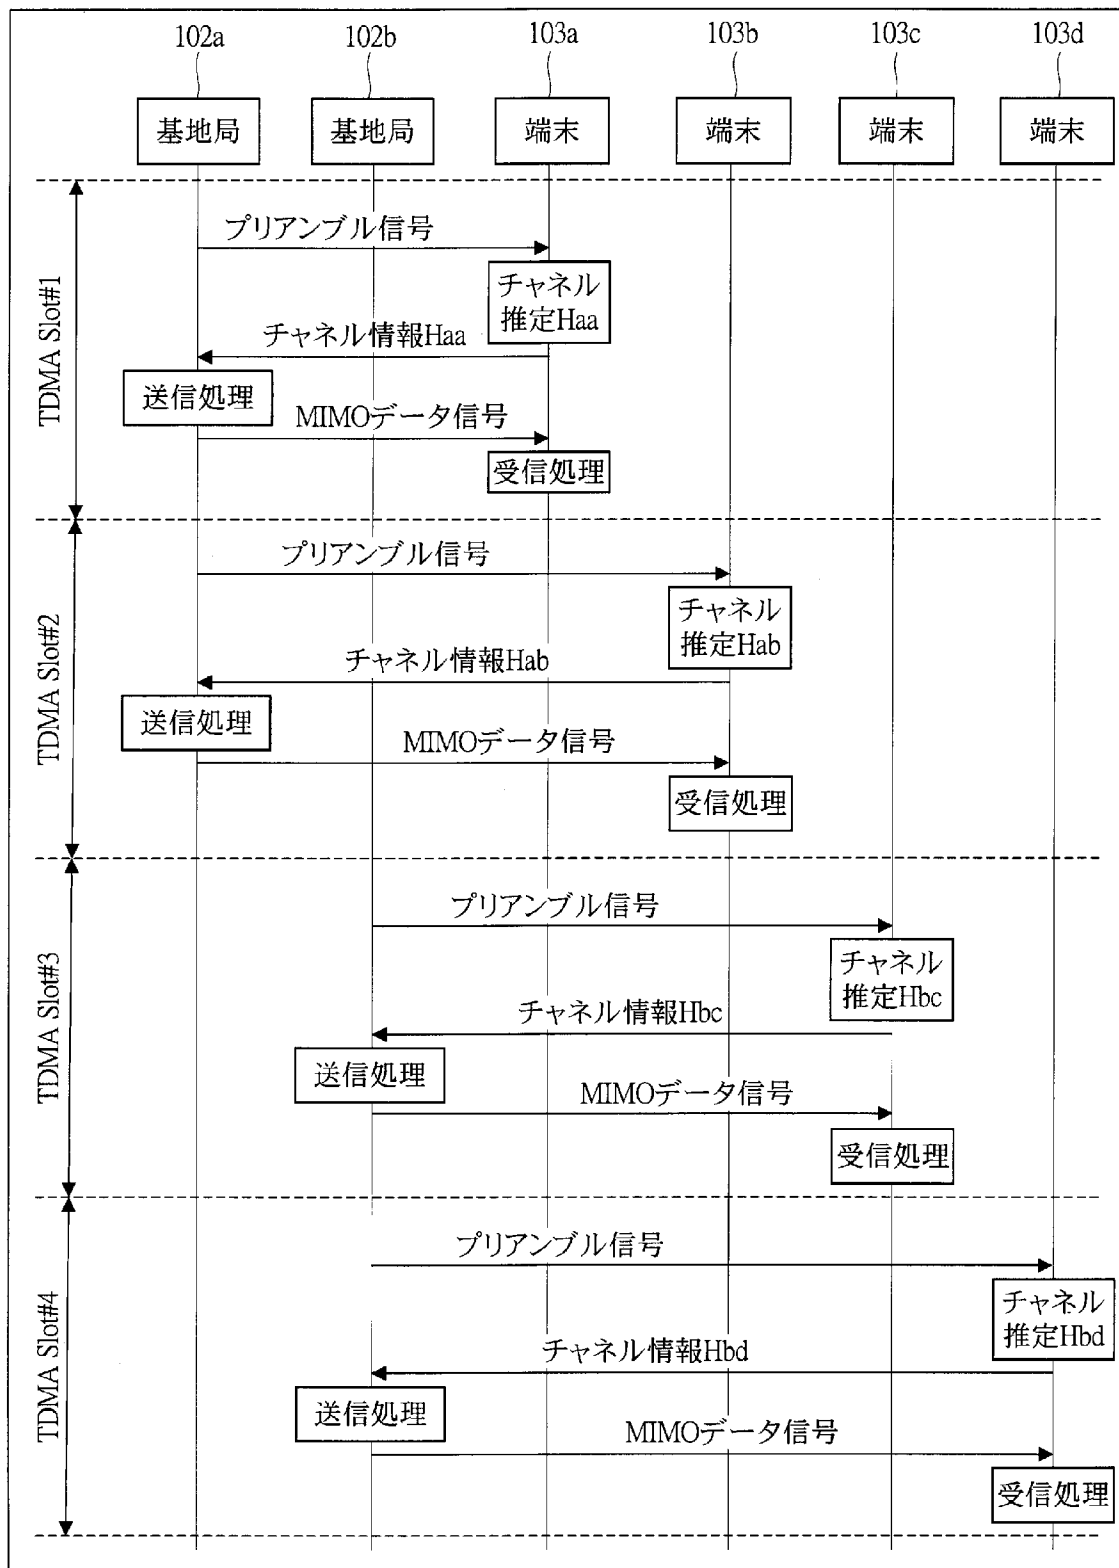 102a
102b
103a
103b
103c
103d
基地局
基地局
端末
端末
端末
端末
TDMA Slot#1
プリアンブル信号
チャネル
推定Haa
チャネル情報Haa
送信処理
MIMOデータ信号
受信処理
TDMA Slot#2
プリアンブル信号
チャネル
推定Hab
チャネル情報Hab
送信処理
MIMOデータ信号
受信処理
TDMA Slot#3
プリアンブル信号
チャネル
推定Hbc
チャネル情報Hbc
送信処理
MIMOデータ信号
受信処理
TDMA Slot#4
プリアンブル信号
チャネル
推定Hbd
チャネル情報Hbd
送信処理
MIMOデータ信号
受信処理